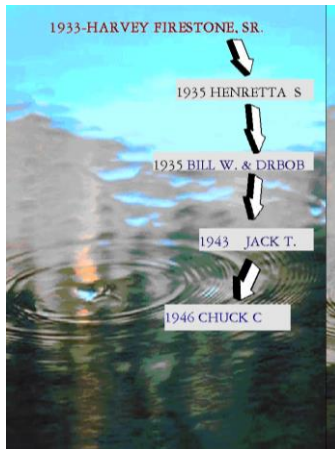 1933-HARVEY FIRESTONE, SR.
1935 HENRETTA S
1935 BILL W. & DRBOB
1943 JACK T.
1946 CHUCK C